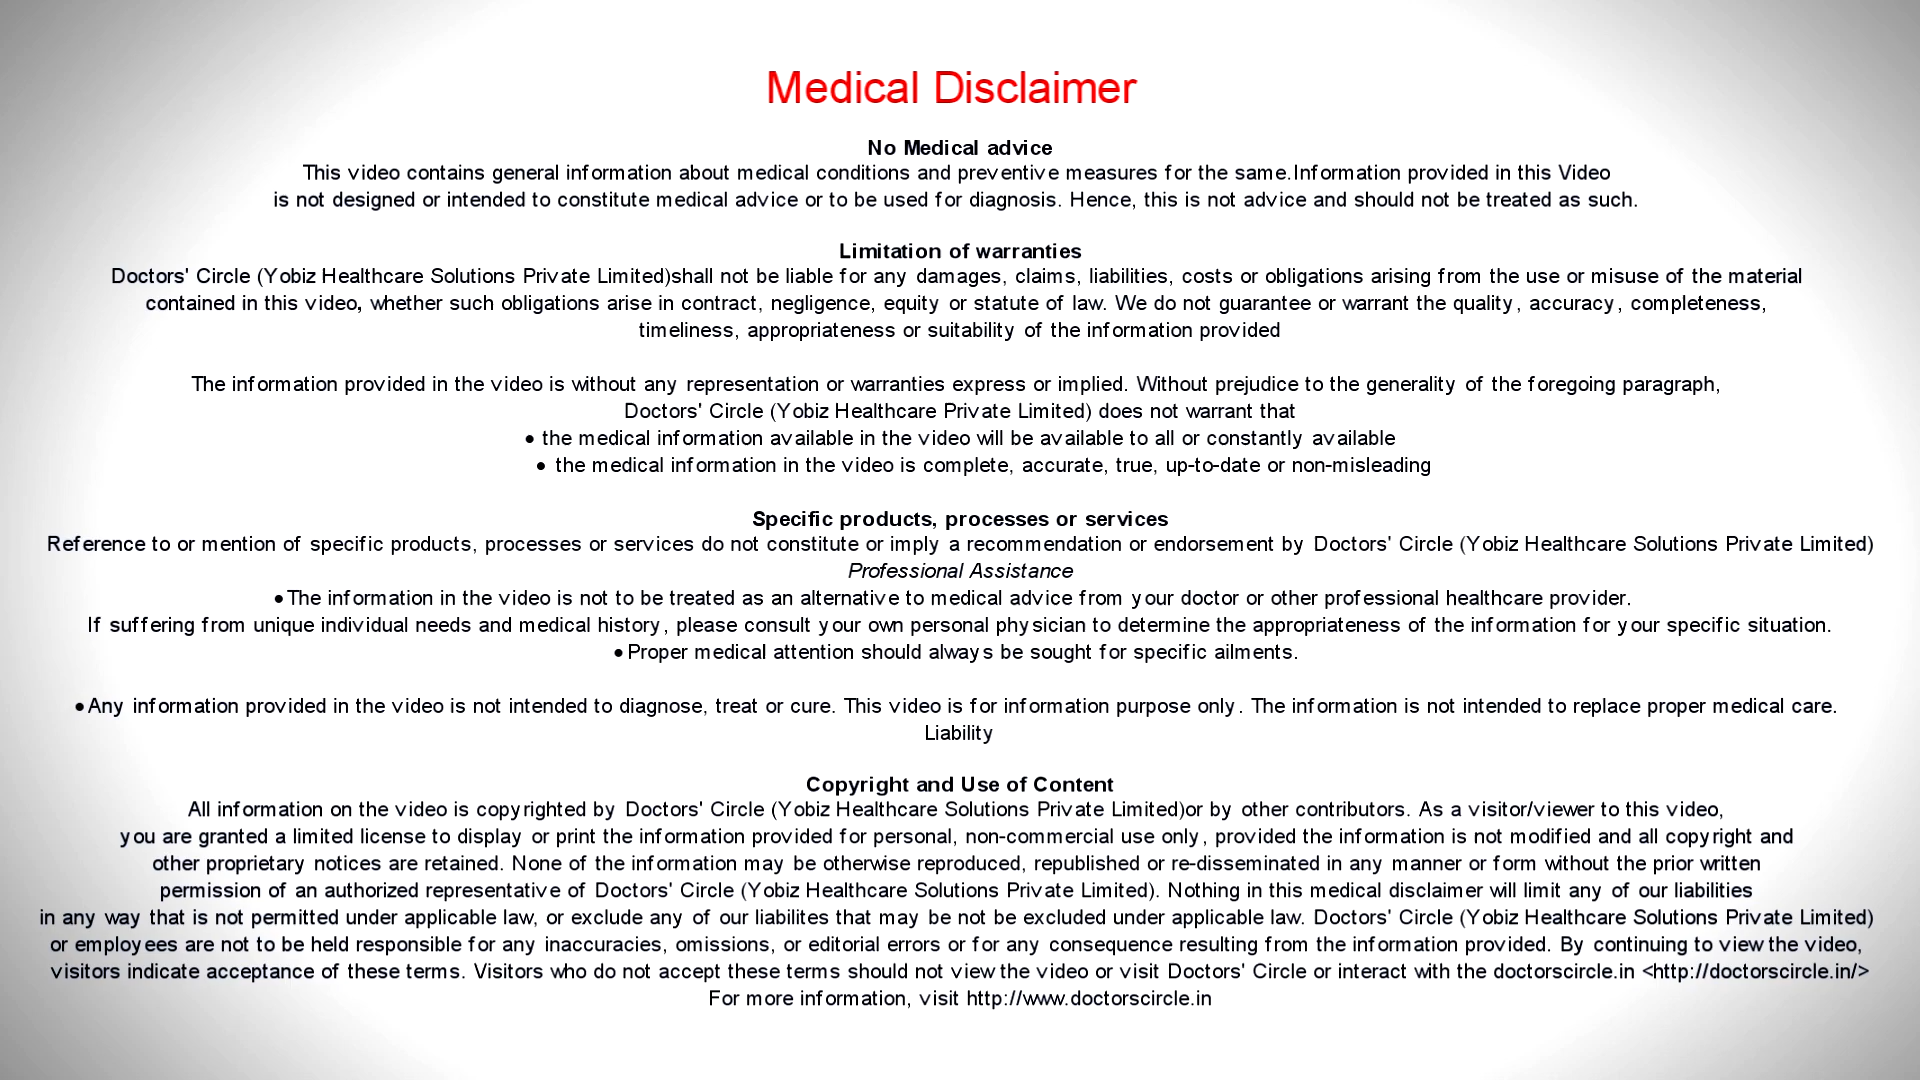 Medical Disclaimer
No Medical advice
This video contains general information about medical conditions and preventive measures for the same.Information provided in this Video
is not designed or intended to constitute medical advice or to be used for diagnosis. Hence, this is not advice and should not be treated as such.
Limitation of warranties
Doctors' Circle (Yobiz Healthcare Solutions Private Limited)shall not be liable for any damages, claims, liabilities, costs or obligations arising from the use or misuse of the material
contained in this video, whether such obligations arise in contract, negligence, equity or statute of law. We do not guarantee or warrant the quality, accuracy, completeness,
timeliness, appropriateness or suitability of the information provided
The information provided in the video is without any representation or warranties express or implied. Without prejudice to the generality of the foregoing paragraph,
Doctors' Circle (Yobiz Healthcare Private Limited) does not warrant that
• the medical information available in the video will be available to all or constantly available
• the medical information in the video is complete, accurate, true, up-to-date or non-misleading
Specific products, processes or services
Reference to or mention of specific products, processes or services do not constitute or imply a recommendation or endorsement by Doctors' Circle (Yobiz Healthcare Solutions Private Limited)
Professional Assistance
•The information in the video is not to be treated as an alternative to medical advice from your doctor or other professional healthcare provider.
If suffering from unique individual needs and medical history, please consult your own personal physician to determine the appropriateness of the information for your specific situation.
•Proper medical attention should always be sought for specific ailments.
•Any information provided in the video is not intended to diagnose, treat or cure. This video is for information purpose only. The information is not intended to replace proper medical care.
Liability
Copyright and Use of Content
All information on the video is copyrighted by Doctors' Circle (Yobiz Healthcare Solutions Private Limited)or by other contributors. As a visitor/viewer to this video,
you are granted a limited license to display or print the information provided for personal, non-commercial use only, provided the information is not modified and all copyright and
other proprietary notices are retained. None of the information may be otherwise reproduced, republished or re-disseminated in any manner or form without the prior written
permission of an authorized representative of Doctors' Circle (Yobiz Healthcare Solutions Private Limited). Nothing in this medical disclaimer will limit any of our liabilities
in any way that is not permitted under applicable law, or exclude any of our liabilites that may be not be excluded under applicable law. Doctors' Circle (Yobiz Healthcare Solutions Private Limited)
or employees are not to be held responsible for any inaccuracies, omissions, or editorial errors or for any consequence resulting from the information provided. By continuing to view the video,
visitors indicate acceptance of these terms. Visitors who do not accept these terms should not view the video or visit Doctors' Circle or interact with the doctorscircle.in <http://doctorscircle.in/>
For more information, visit http://www.doctorscircle.in